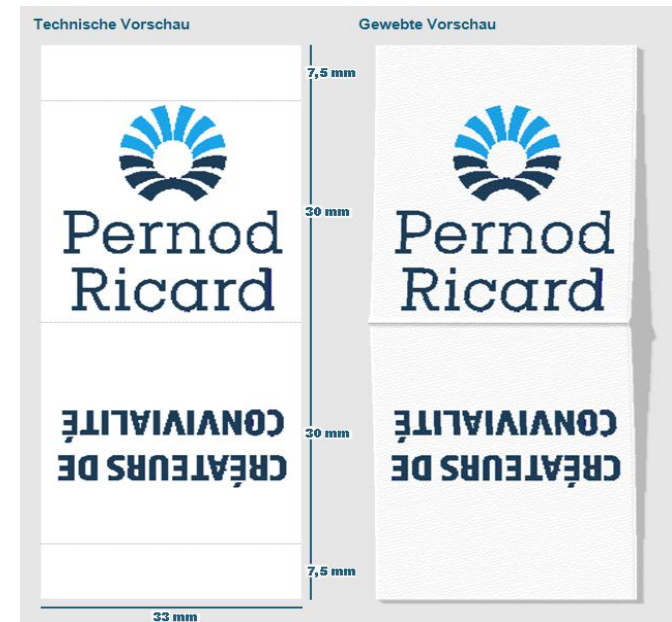 Technische Vorschau
Gewebte Vorschau
7,5 mm
Pernod
Ricard
30 mm
Pernod
Ricard
CRÉATEURS DE
CONVIVIALITÉ
30 mm
CRÉATEURS DE
CONVIVIALITÉ
7,5 mm
33 mm